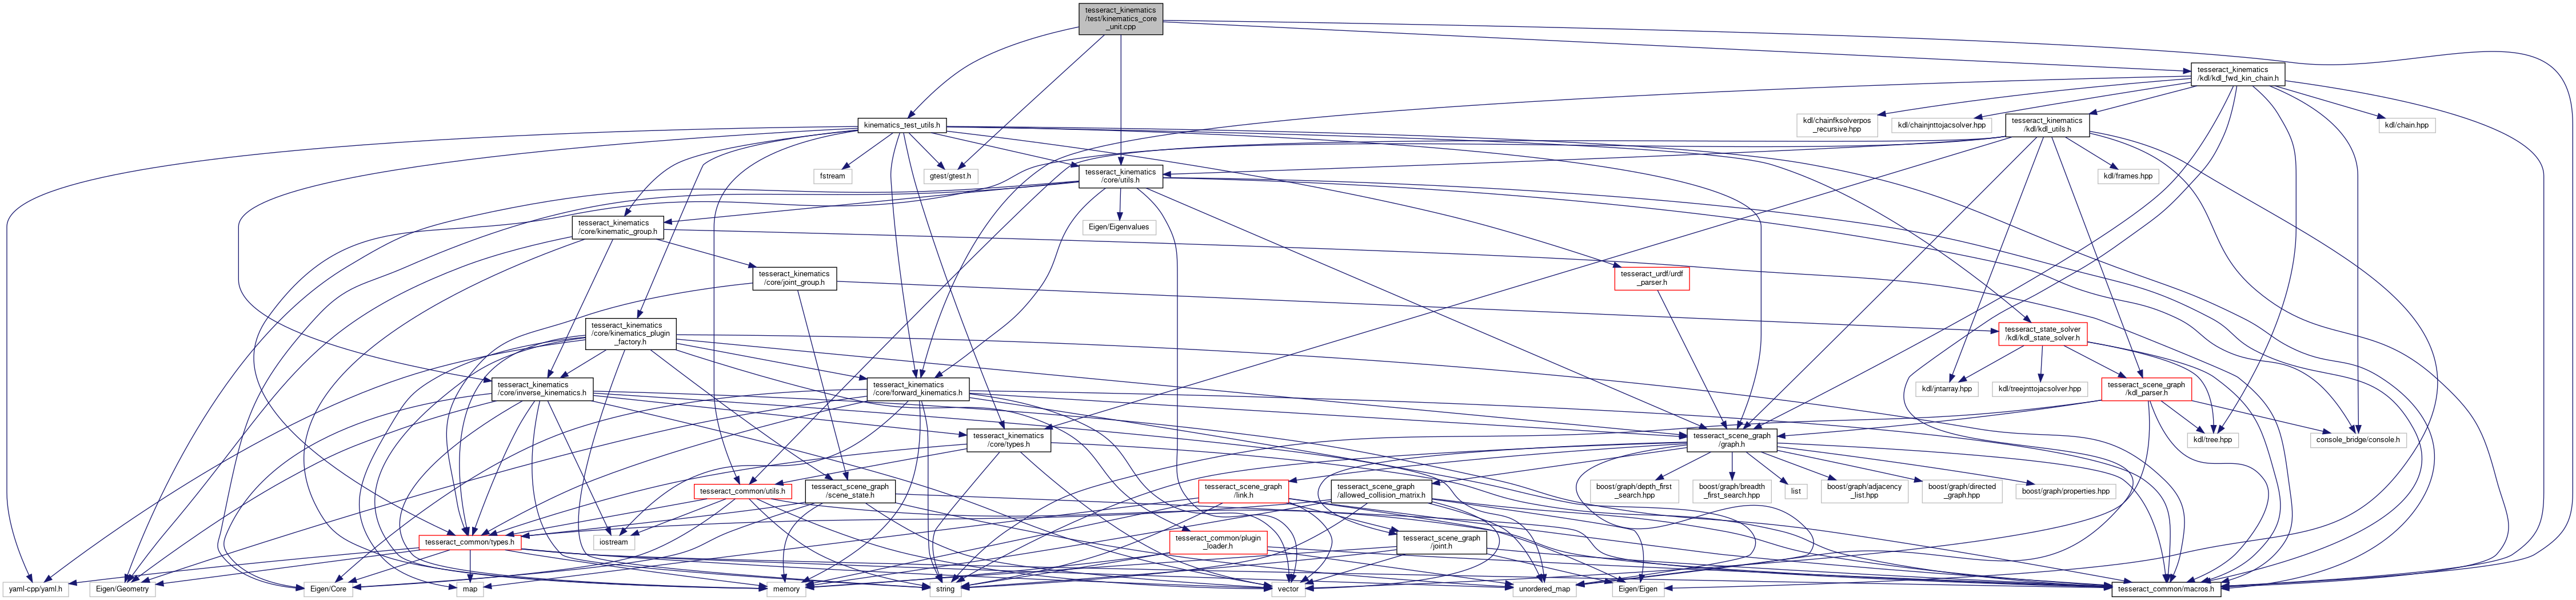 tesseract_kinematics
/test/kinematics_core
_unit.cpp
tesseract_kinematics
/kdl/kdl_fwd_kin_chain.h
kinematics_test_utils.h
kdl/chainfksolverpos
_recursive.hpp
kdl/chainjnttojacsolver.hpp
tesseract_kinematics
/kdl/kdl_utils.h
kdl/chain.hpp
fstream
gtest/gtest.h
tesseract_kinematics
/core/utils.h
kdl/frames.hpp
tesseract_kinematics
/core/kinematic_group.h
Eigen/Eigenvalues
tesseract_kinematics
/core/joint_group.h
tesseract_urdf/urdf
_parser.h
tesseract_kinematics
/core/kinematics_plugin
_factory.h
tesseract_state_solver
/kdl/kdl_state_solver.h
tesseract_kinematics
/core/inverse_kinematics.h
tesseract_kinematics
/core/forward_kinematics.h
kdl/jntarray.hpp
kdl/treejnttojacsolver.hpp
tesseract_scene_graph
/kdl_parser.h
tesseract_kinematics
/core/types.h
tesseract_scene_graph
/graph.h
kdl/tree.hpp
console_bridge/console.h
tesseract_common/utils.h
tesseract_scene_graph
/scene_state.h
tesseract_scene_graph
/link.h
tesseract_scene_graph
/allowed_collision_matrix.h
boost/graph/depth_first
_search.hpp
boost/graph/breadth
_first_search.hpp
list
boost/graph/adjacency
_list.hpp
boost/graph/directed
_graph.hpp
boost/graph/properties.hpp
tesseract_common/types.h
iostream
tesseract_common/plugin
_loader.h
tesseract_scene_graph
/joint.h
yaml-cpp/yaml.h
Eigen/Geometry
Eigen/Core
map
memory
string
vector
unordered_map
Eigen/Eigen
tesseract_common/macros.h